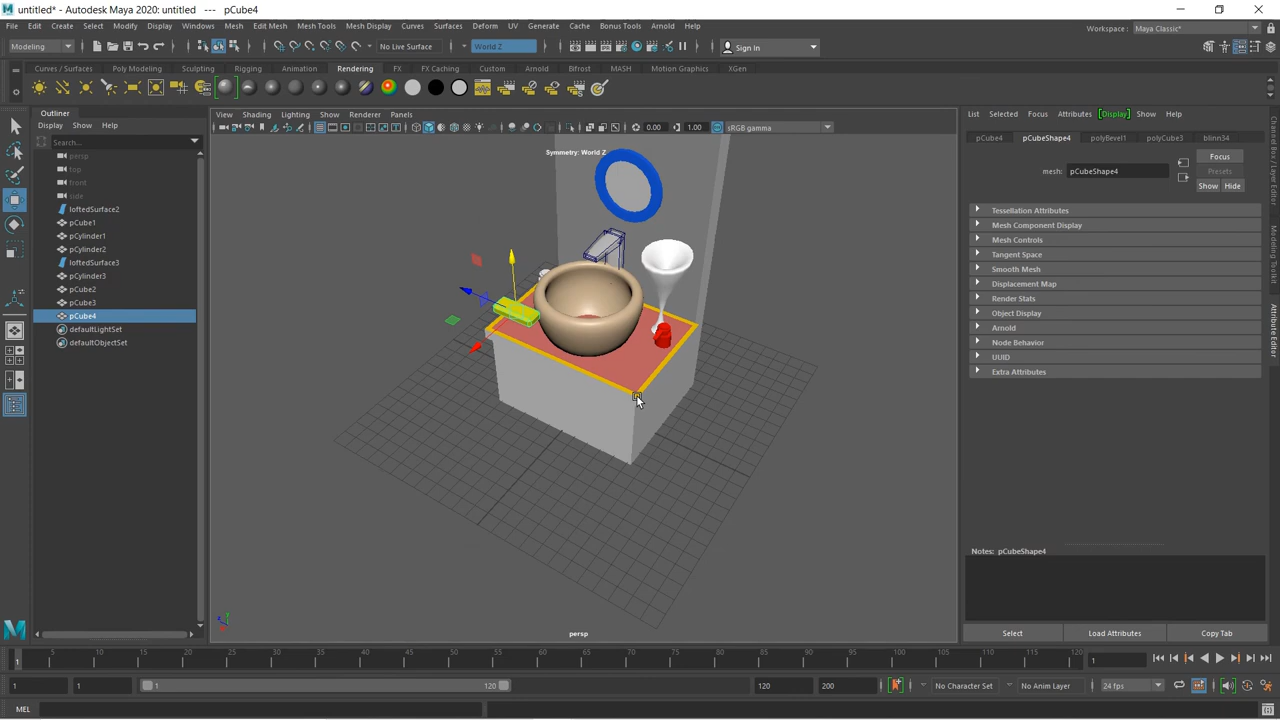 untitled* - Autodesk Maya 2020: untitled   ---   pCube4
File Edit Create Select Modify Display Windows Mesh Edit Mesh Mesh Tools Mesh Display Curves Surfaces Deform UV Generate Cache Bonus Tools Arnold Help
Workspace: Maya Classic*
Modeling No Live Surface World Z Sign In
Curves / Surfaces Poly Modeling Sculpting Rigging Animation Rendering FX FX Caching Custom Arnold Bifrost MASH Motion Graphics XGen
Outliner
Display Show Help
Search...
persp
top
front
side
loftedSurface2
pCube1
pCylinder1
pCylinder2
loftedSurface3
pCylinder3
pCube2
pCube3
pCube4
defaultLightSet
defaultObjectSet
View Shading Lighting Show Renderer Panels
0.00 1.00 sRGB gamma
Symmetry: World Z
persp
List Selected Focus Attributes Display Show Help
pCube4 pCubeShape4 polyBevel1 polyCube3 blinn34
mesh: pCubeShape4
Focus
Presets
Show Hide
Tessellation Attributes
Mesh Component Display
Mesh Controls
Tangent Space
Smooth Mesh
Displacement Map
Render Stats
Object Display
Arnold
Node Behavior
UUID
Extra Attributes
Notes: pCubeShape4
Select Load Attributes Copy Tab
Channel Box / Layer Editor
Attribute Editor
1 5 10 15 20 25 30 35 40 45 50 55 60 65 70 75 80 85 90 95 100 105 110 115 120 1
1 1 1 120 120 200 No Character Set No Anim Layer 24 fps
MEL